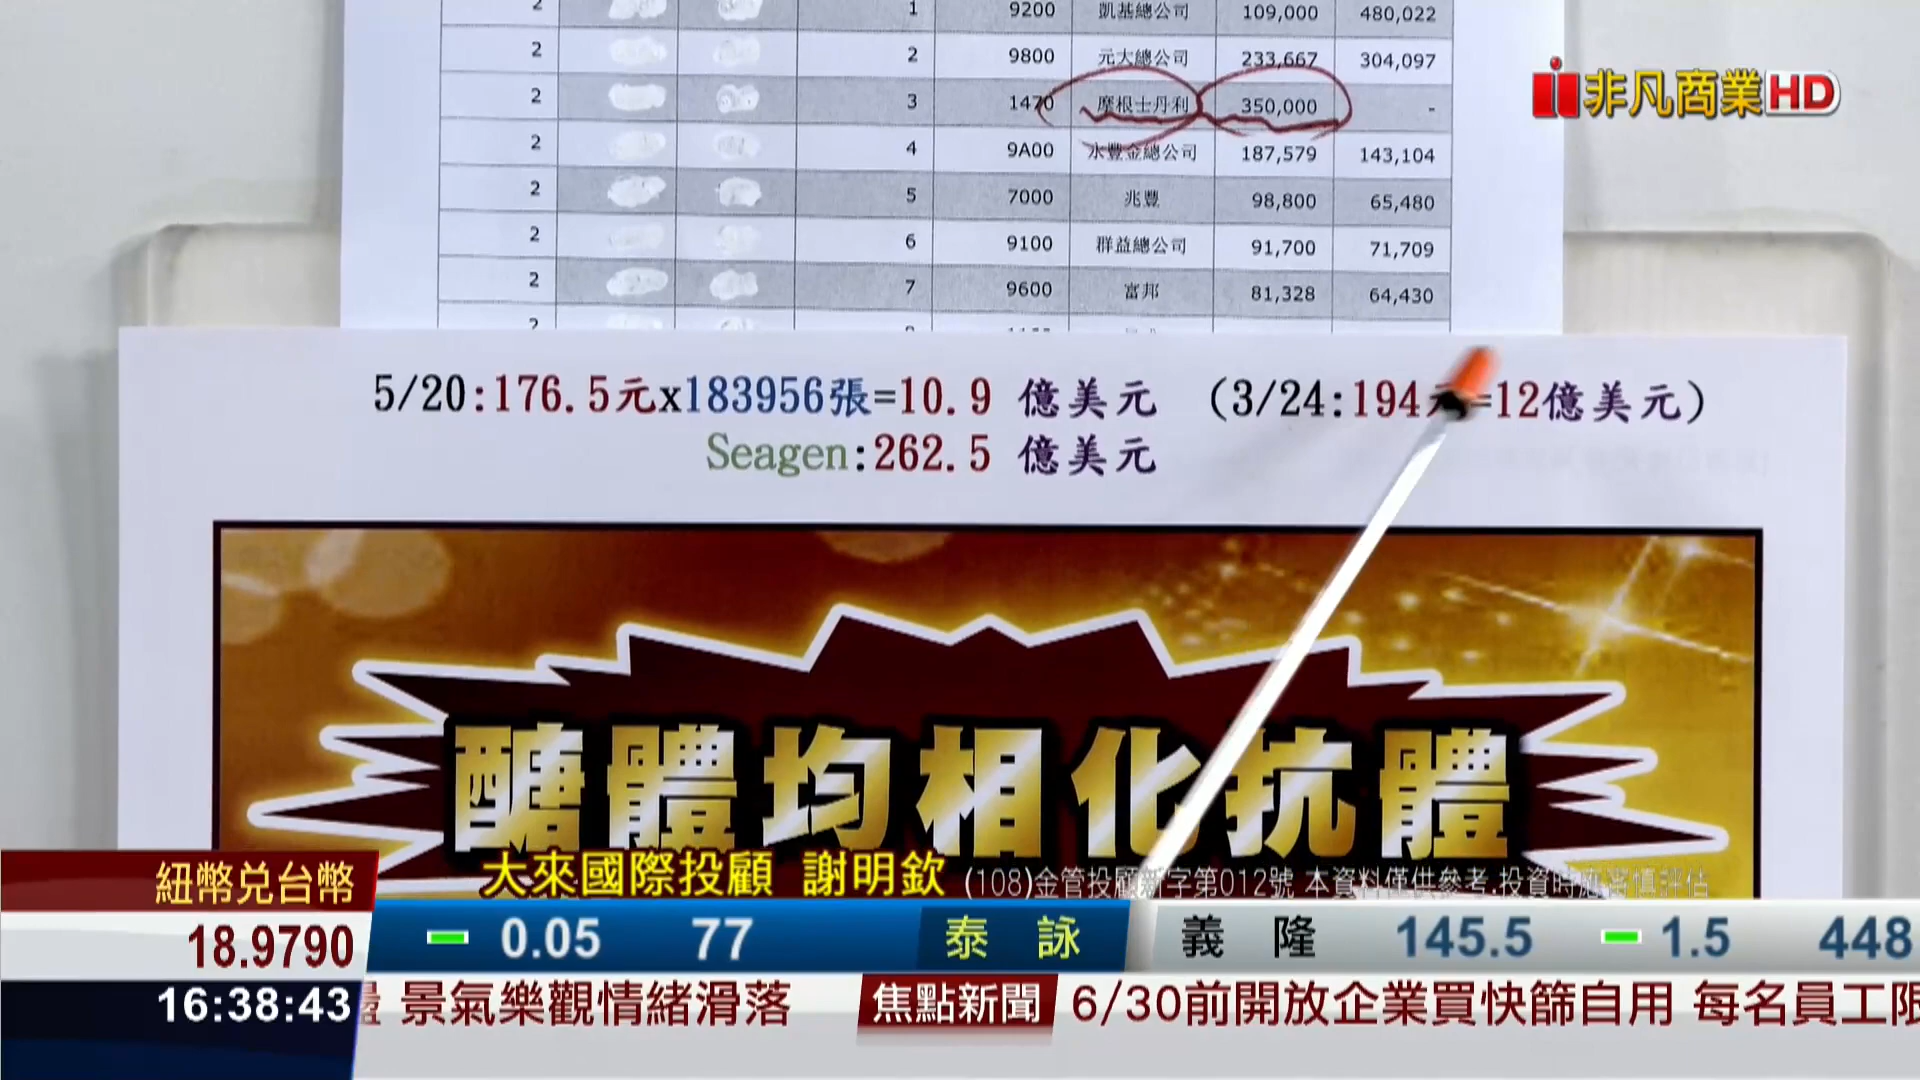 2 1 9200 凱基總公司 109,000 480,022
2 2 9800 元大總公司 233,667 304,097
2 3 1470 摩根士丹利 350,000 -
2 4 9A00 永豐金總公司 187,579 143,104
2 5 7000 兆豐 98,800 65,480
2 6 9100 群益總公司 91,700 71,709
2 7 9600 富邦 81,328 64,430
2
非凡商業HD
5/20:176.5元x183956張=10.9 億美元 (3/24:194元=12億美元)
Seagen:262.5 億美元
醣體均相化抗體
大來國際投顧 謝明欽 (108)金管投顧新字第012號 本資料僅供參考,投資時應審慎評估
紐幣兌台幣
18.9790
0.05 77 泰詠 義隆 145.5 1.5 448
16:38:43
景氣樂觀情緒滑落 焦點新聞 6/30前開放企業買快篩自用 每名員工限